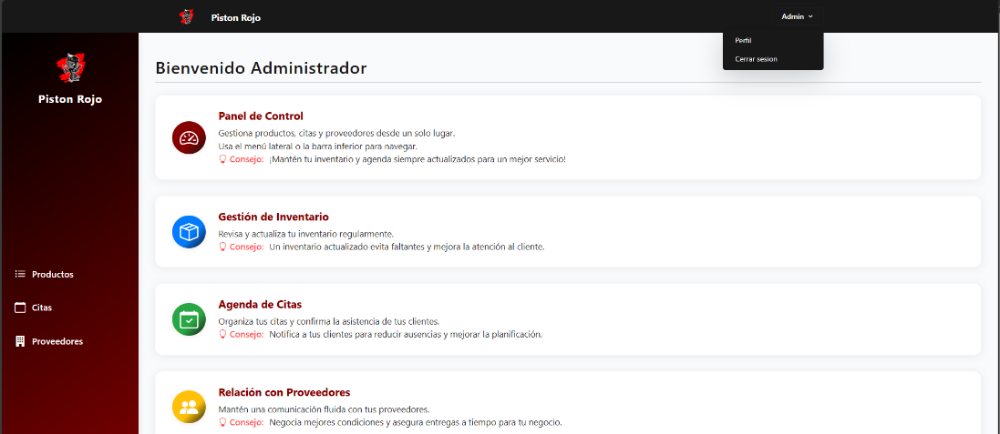 Piston Rojo
Admin
Perfil
Cerrar sesion
Piston Rojo
Productos
Citas
Proveedores
Bienvenido Administrador
Panel de Control
Gestiona productos, citas y proveedores desde un solo lugar.
Usa el menú lateral o la barra inferior para navegar.
Consejo: ¡Mantén tu inventario y agenda siempre actualizados para un mejor servicio!
Gestión de Inventario
Revisa y actualiza tu inventario regularmente.
Consejo: Un inventario actualizado evita faltantes y mejora la atención al cliente.
Agenda de Citas
Organiza tus citas y confirma la asistencia de tus clientes.
Consejo: Notifica a tus clientes para reducir ausencias y mejorar la planificación.
Relación con Proveedores
Mantén una comunicación fluida con tus proveedores.
Consejo: Negocia mejores condiciones y asegura entregas a tiempo para tu negocio.